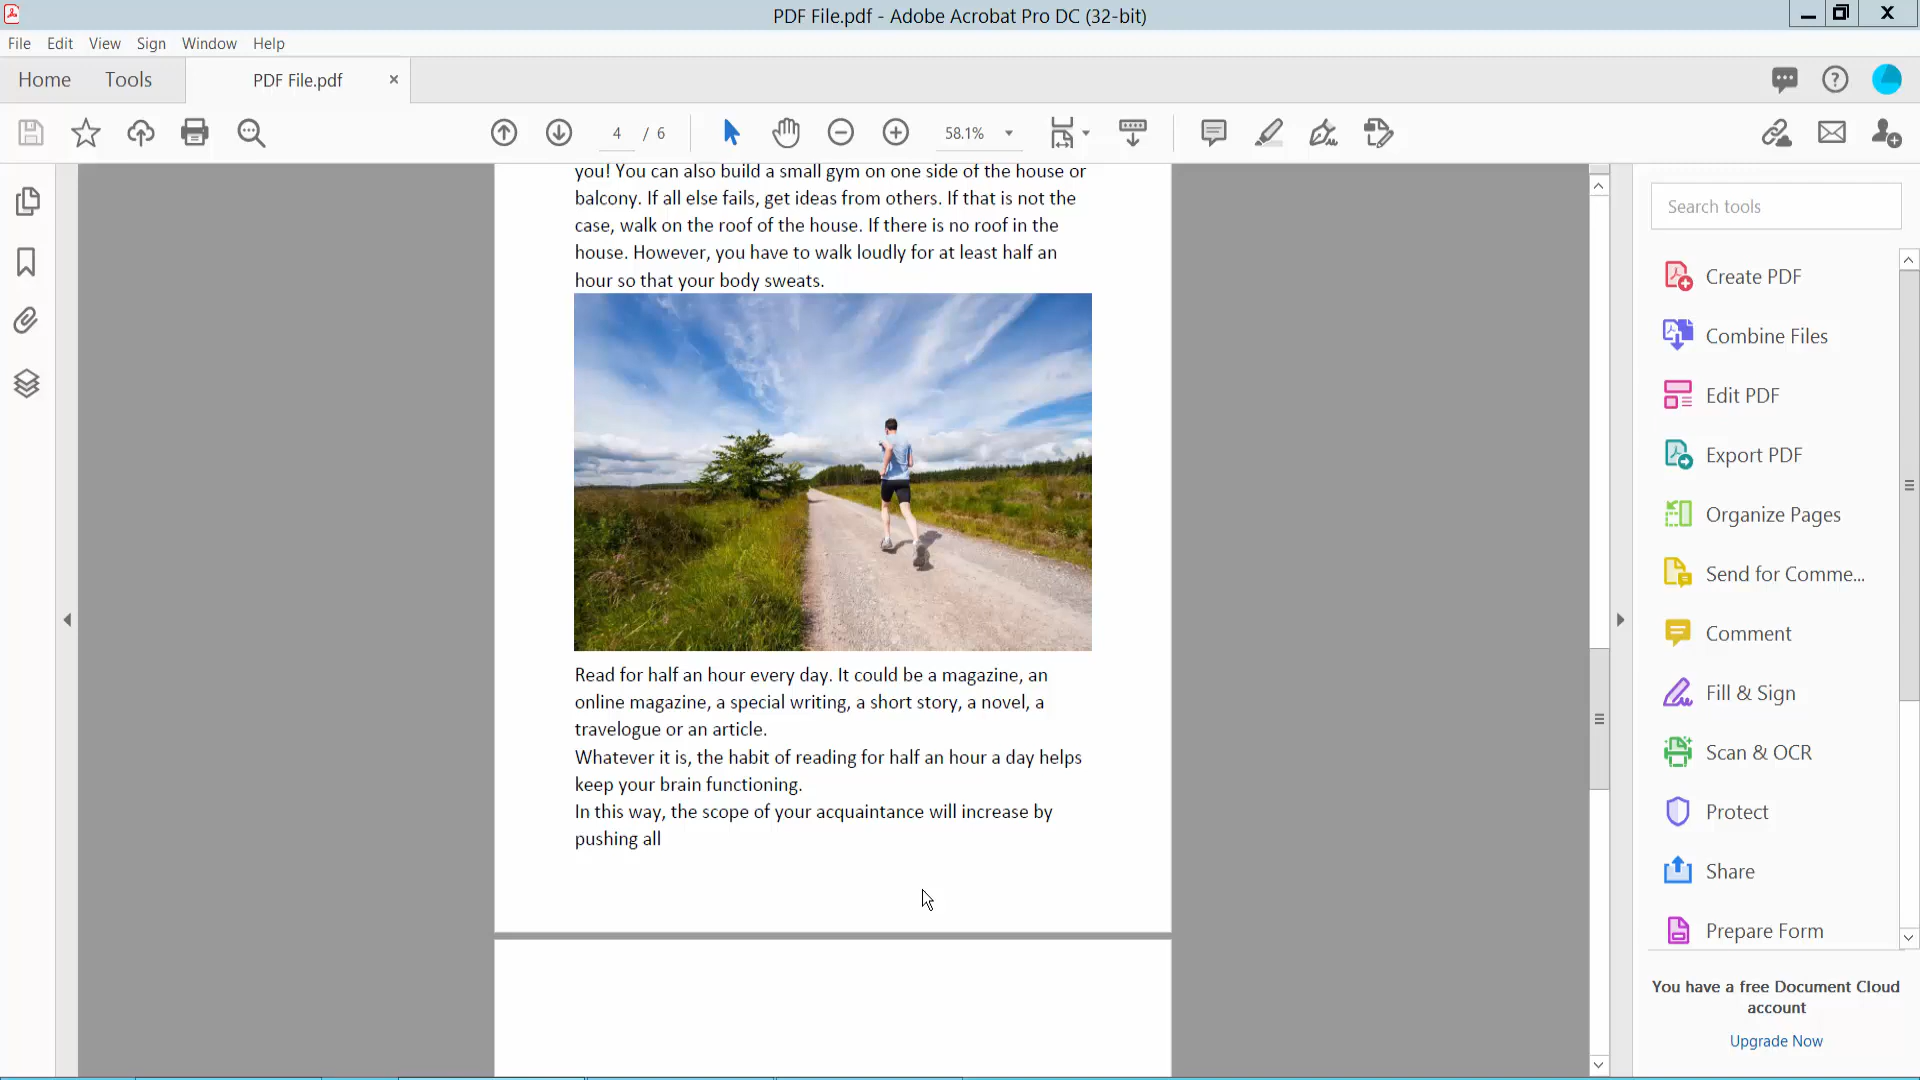 PDF File.pdf - Adobe Acrobat Pro DC (32-bit)
File Edit View Sign Window Help
Home Tools PDF File.pdf
4 / 6 58.1%
you! You can also build a small gym on one side of the house or
balcony. If all else fails, get ideas from others. If that is not the
case, walk on the roof of the house. If there is no roof in the
house. However, you have to walk loudly for at least half an
hour so that your body sweats.
Read for half an hour every day. It could be a magazine, an
online magazine, a special writing, a short story, a novel, a
travelogue or an article.
Whatever it is, the habit of reading for half an hour a day helps
keep your brain functioning.
In this way, the scope of your acquaintance will increase by
pushing all
Search tools
Create PDF
Combine Files
Edit PDF
Export PDF
Organize Pages
Send for Comme...
Comment
Fill & Sign
Scan & OCR
Protect
Share
Prepare Form
You have a free Document Cloud
account
Upgrade Now